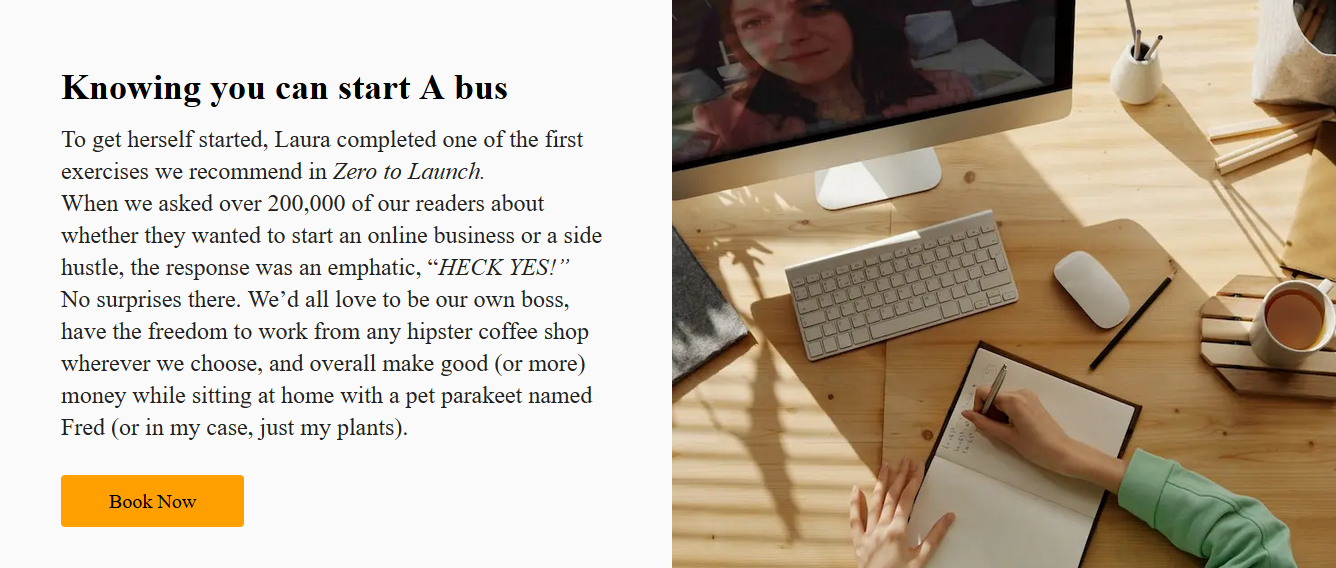 Knowing you can start A bus
To get herself started, Laura completed one of the first
exercises we recommend in Zero to Launch.
When we asked over 200,000 of our readers about
whether they wanted to start an online business or a side
hustle, the response was an emphatic, “HECK YES!”
No surprises there. We’d all love to be our own boss,
have the freedom to work from any hipster coffee shop
wherever we choose, and overall make good (or more)
money while sitting at home with a pet parakeet named
Fred (or in my case, just my plants).
Book Now